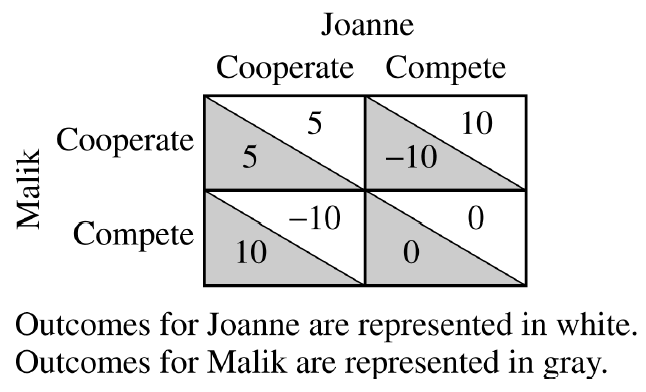 Joanne
Cooperate Compete
Malik
Cooperate
5
5
10
−10
Compete
−10
10
0
0
Outcomes for Joanne are represented in white.
Outcomes for Malik are represented in gray.